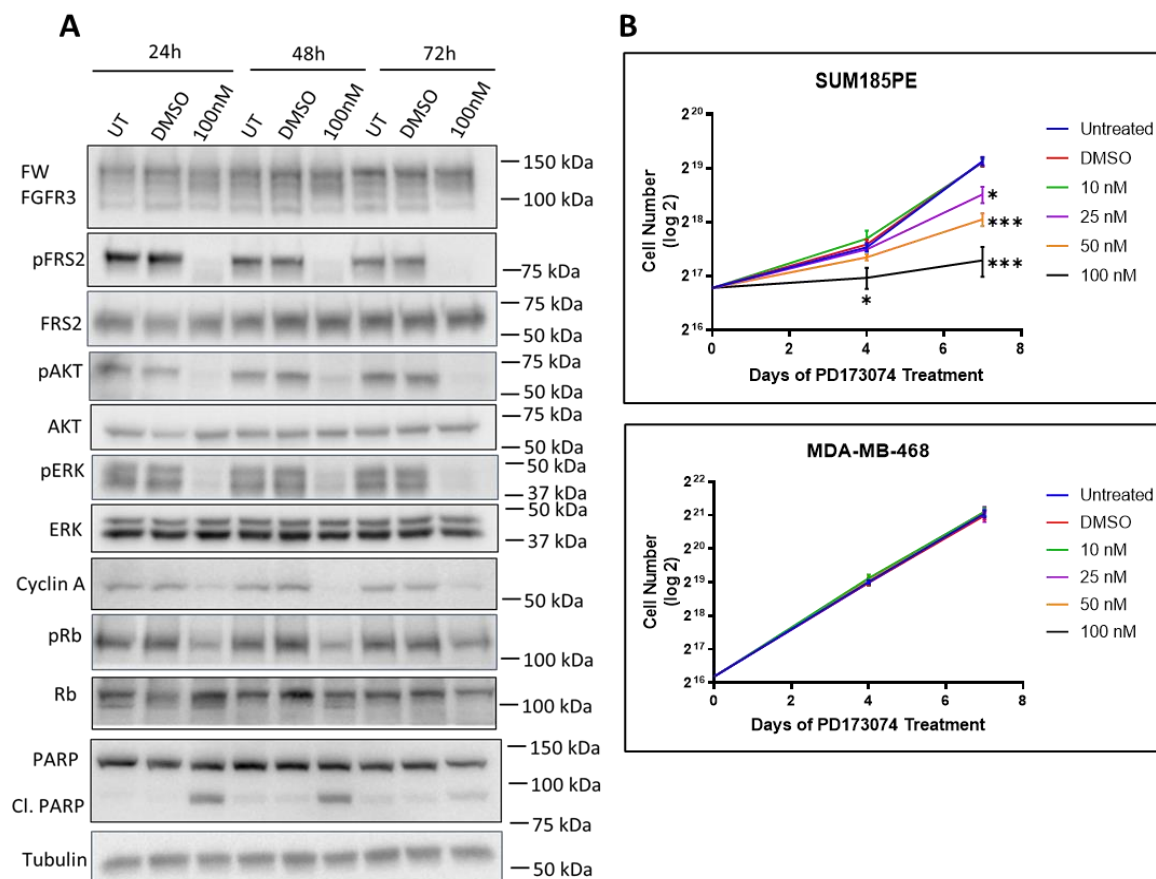 A
24h 48h 72h
UT DMSO 100nM UT DMSO 100nM UT DMSO 100nM
FW
FGFR3
150 kDa
100 kDa
pFRS2
75 kDa
FRS2
75 kDa
50 kDa
pAKT
75 kDa
50 kDa
AKT
75 kDa
50 kDa
pERK
50 kDa
37 kDa
ERK
50 kDa
37 kDa
Cyclin A
50 kDa
pRb
100 kDa
Rb
100 kDa
PARP
Cl. PARP
150 kDa
100 kDa
75 kDa
Tubulin
50 kDa
B
SUM185PE
Cell Number
(log 2)
2^20
2^19
2^18
2^17
2^16
0 2 4 6 8
Days of PD173074 Treatment
*
*
***
***
Untreated
DMSO
10 nM
25 nM
50 nM
100 nM
MDA-MB-468
Cell Number
(log 2)
2^22
2^21
2^20
2^19
2^18
2^17
2^16
0 2 4 6 8
Days of PD173074 Treatment
Untreated
DMSO
10 nM
25 nM
50 nM
100 nM